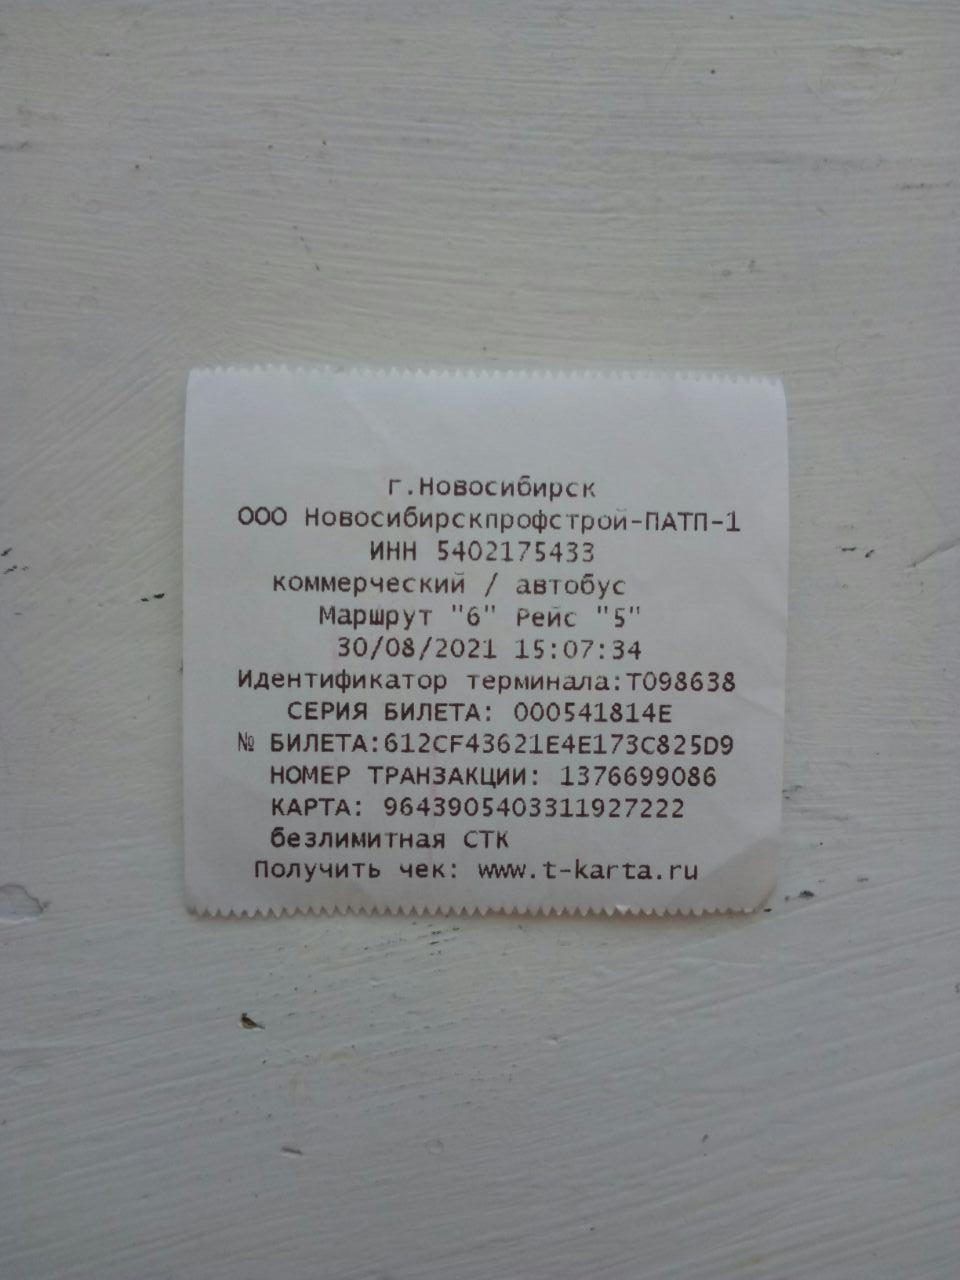 г.Новосибирск
ООО Новосибирскпрофстрой-ПАТП-1
ИНН 5402175433
коммерческий / автобус
Маршрут "6" Рейс "5"
30/08/2021 15:07:34
Идентификатор терминала:T098638
СЕРИЯ БИЛЕТА: 000541814E
№ БИЛЕТА:612CF43621E4E173C825D9
НОМЕР ТРАНЗАКЦИИ: 1376699086
КАРТА: 9643905403311927222
безлимитная СТК
Получить чек: www.t-karta.ru